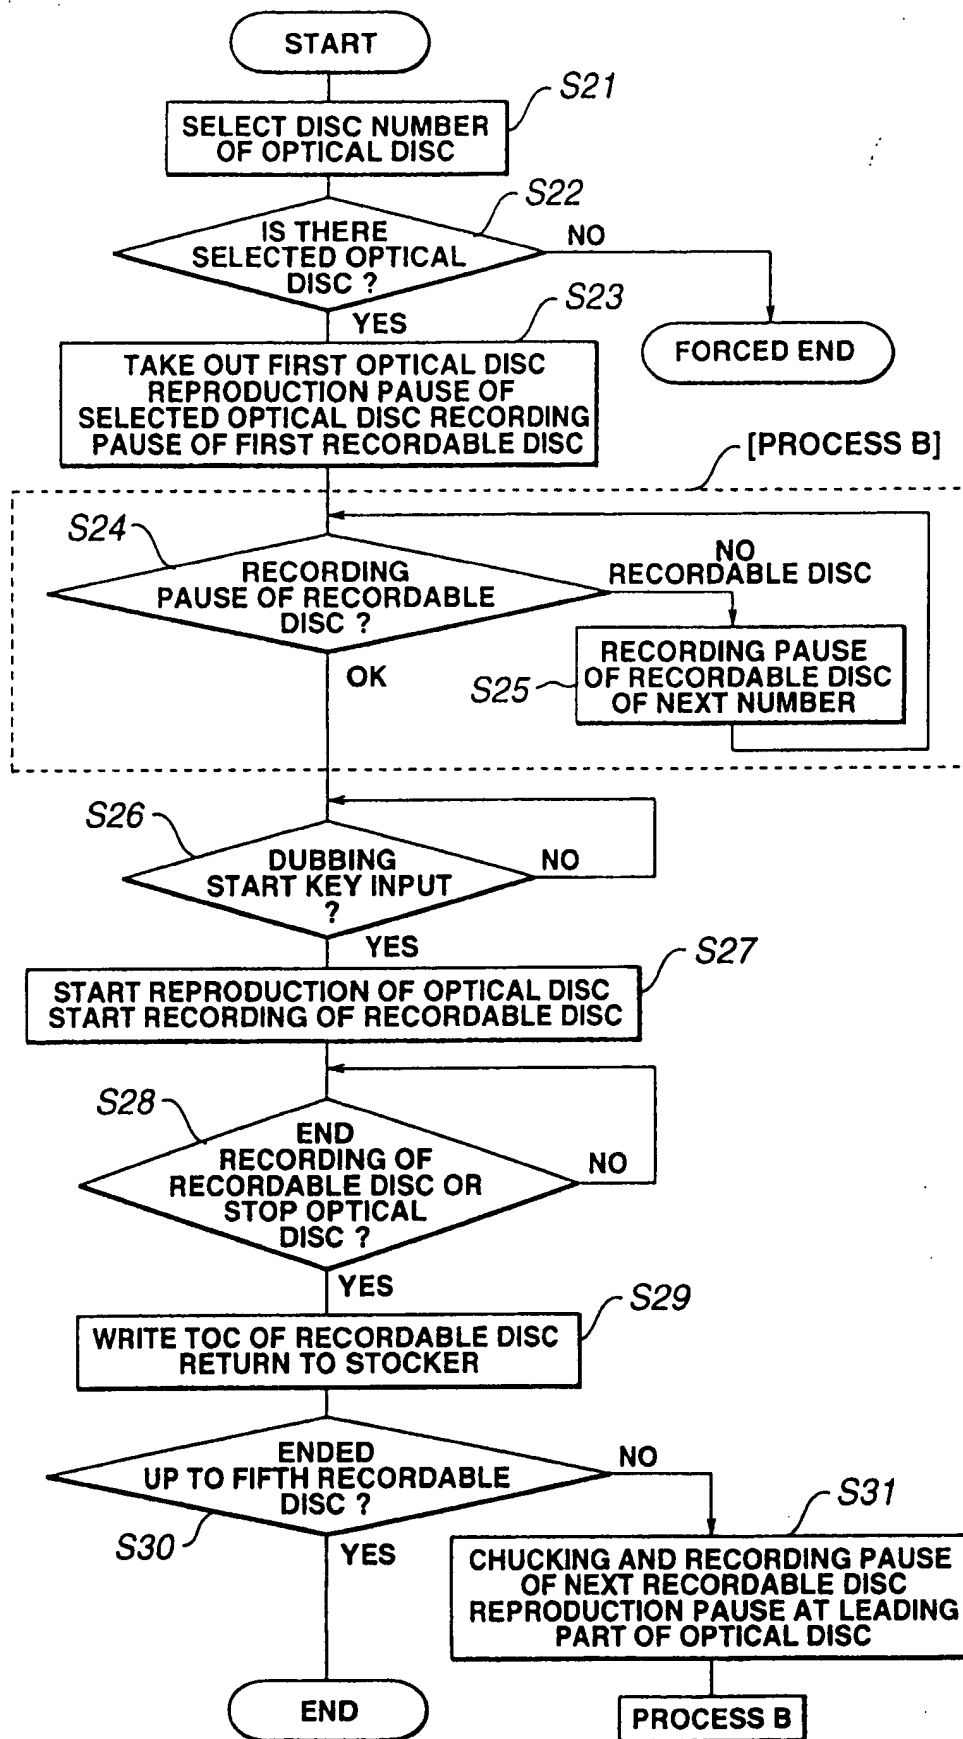 START
S21
SELECT DISC NUMBER
OF OPTICAL DISC
S22
IS THERE
SELECTED OPTICAL
DISC ?
NO
YES
S23
FORCED END
TAKE OUT FIRST OPTICAL DISC
REPRODUCTION PAUSE OF
SELECTED OPTICAL DISC RECORDING
PAUSE OF FIRST RECORDABLE DISC
[PROCESS B]
S24
RECORDING
PAUSE OF RECORDABLE
DISC ?
NO
RECORDABLE DISC
OK
S25
RECORDING PAUSE
OF RECORDABLE DISC
OF NEXT NUMBER
S26
DUBBING
START KEY INPUT
?
NO
YES
S27
START REPRODUCTION OF OPTICAL DISC
START RECORDING OF RECORDABLE DISC
S28
END
RECORDING OF
RECORDABLE DISC OR
STOP OPTICAL
DISC ?
NO
YES
S29
WRITE TOC OF RECORDABLE DISC
RETURN TO STOCKER
ENDED
UP TO FIFTH RECORDABLE
DISC ?
NO
S30
YES
S31
CHUCKING AND RECORDING PAUSE
OF NEXT RECORDABLE DISC
REPRODUCTION PAUSE AT LEADING
PART OF OPTICAL DISC
END
PROCESS B